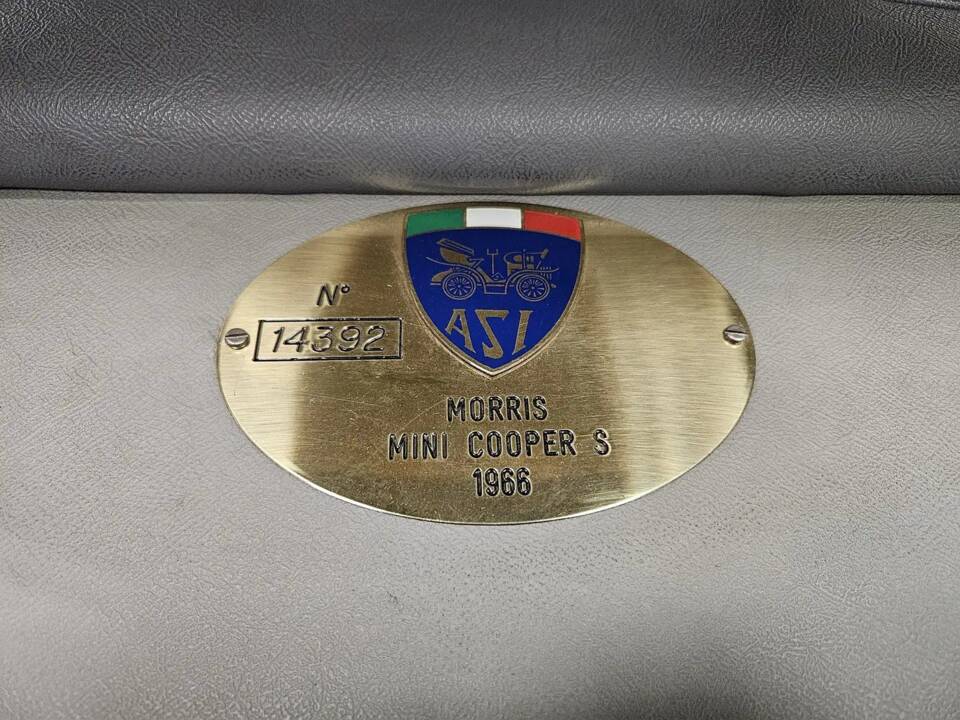 N°
14392
ASI
MORRIS
MINI COOPER S
1966